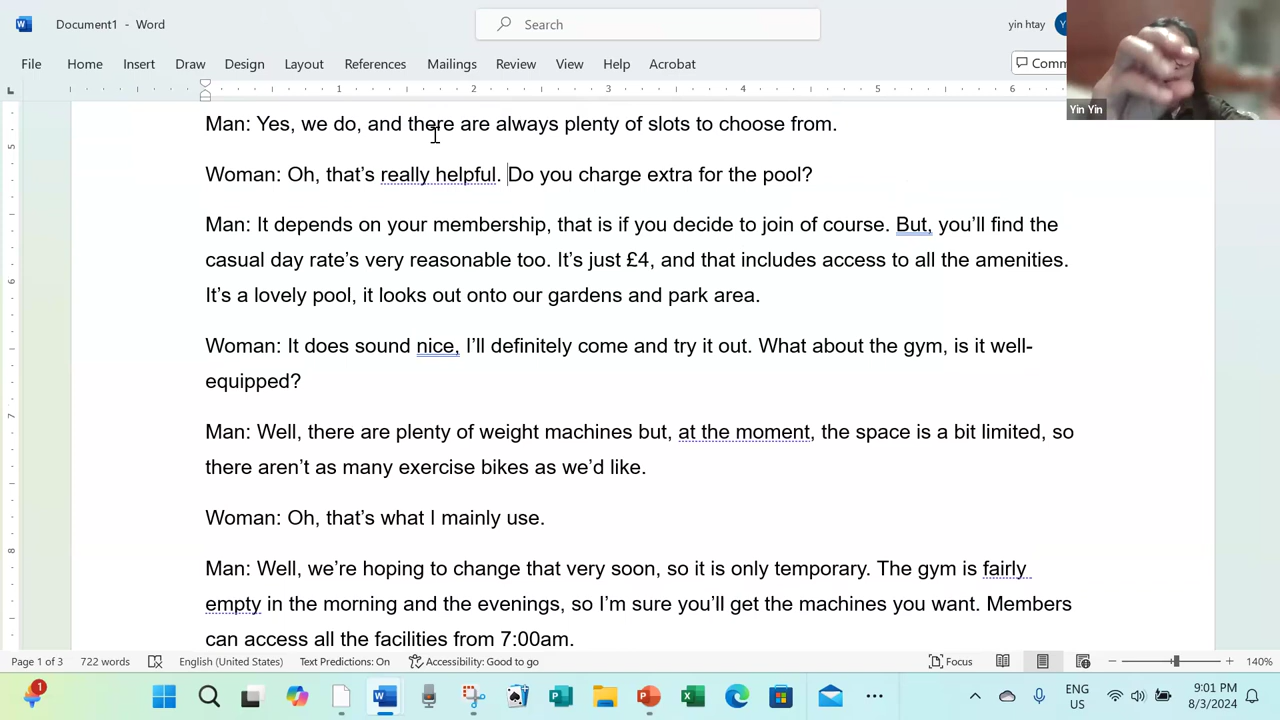 Document1 - Word
Search
yin htay
Y
File Home Insert Draw Design Layout References Mailings Review View Help Acrobat
Yin Yin
1 2 3 4 5 6
Man: Yes, we do, and there are always plenty of slots to choose from.
Woman: Oh, that’s really helpful. Do you charge extra for the pool?
Man: It depends on your membership, that is if you decide to join of course. But, you’ll find the
casual day rate’s very reasonable too. It’s just £4, and that includes access to all the amenities.
It’s a lovely pool, it looks out onto our gardens and park area.
Woman: It does sound nice, I’ll definitely come and try it out. What about the gym, is it well-
equipped?
Man: Well, there are plenty of weight machines but, at the moment, the space is a bit limited, so
there aren’t as many exercise bikes as we’d like.
Woman: Oh, that’s what I mainly use.
Man: Well, we’re hoping to change that very soon, so it is only temporary. The gym is fairly
empty in the morning and the evenings, so I’m sure you’ll get the machines you want. Members
can access all the facilities from 7:00am.
5
6
7
8
Page 1 of 3 722 words English (United States) Text Predictions: On Accessibility: Good to go Focus 140%
1
ENG
US
9:01 PM
8/3/2024